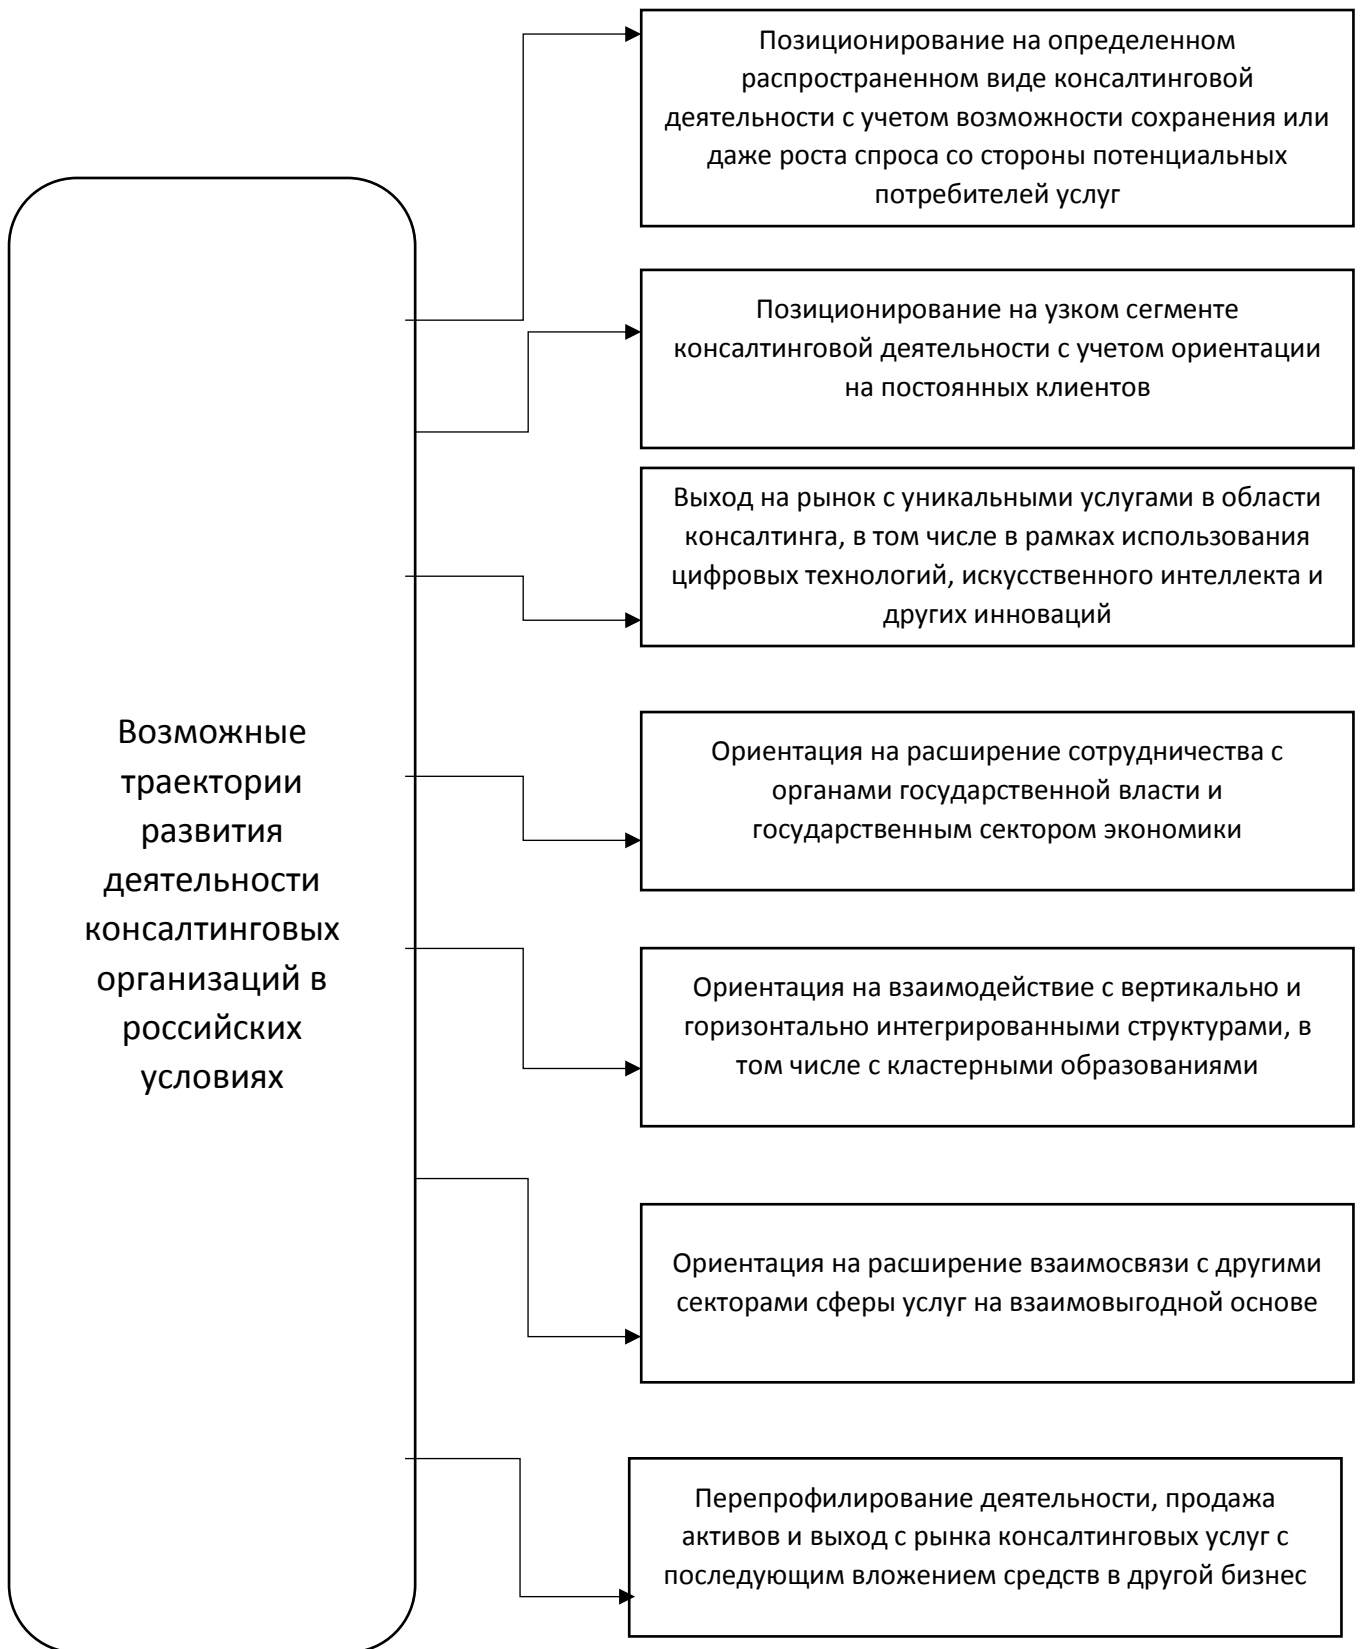 Возможные
траектории
развития
деятельности
консалтинговых
организаций в
российских
условиях
Позиционирование на определенном
распространенном виде консалтинговой
деятельности с учетом возможности сохранения или
даже роста спроса со стороны потенциальных
потребителей услуг
Позиционирование на узком сегменте
консалтинговой деятельности с учетом ориентации
на постоянных клиентов
Выход на рынок с уникальными услугами в области
консалтинга, в том числе в рамках использования
цифровых технологий, искусственного интеллекта и
других инноваций
Ориентация на расширение сотрудничества с
органами государственной власти и
государственным сектором экономики
Ориентация на взаимодействие с вертикально и
горизонтально интегрированными структурами, в
том числе с кластерными образованиями
Ориентация на расширение взаимосвязи с другими
секторами сферы услуг на взаимовыгодной основе
Перепрофилирование деятельности, продажа
активов и выход с рынка консалтинговых услуг с
последующим вложением средств в другой бизнес